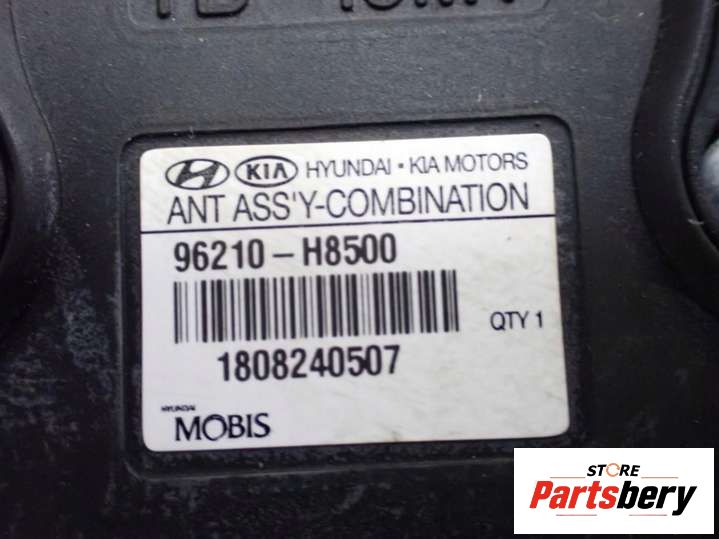 KIA HYUNDAI • KIA MOTORS
ANT ASS'Y-COMBINATION
96210-H8500
QTY 1
1808240507
HYUNDAI
MOBIS
STORE
Partsbery